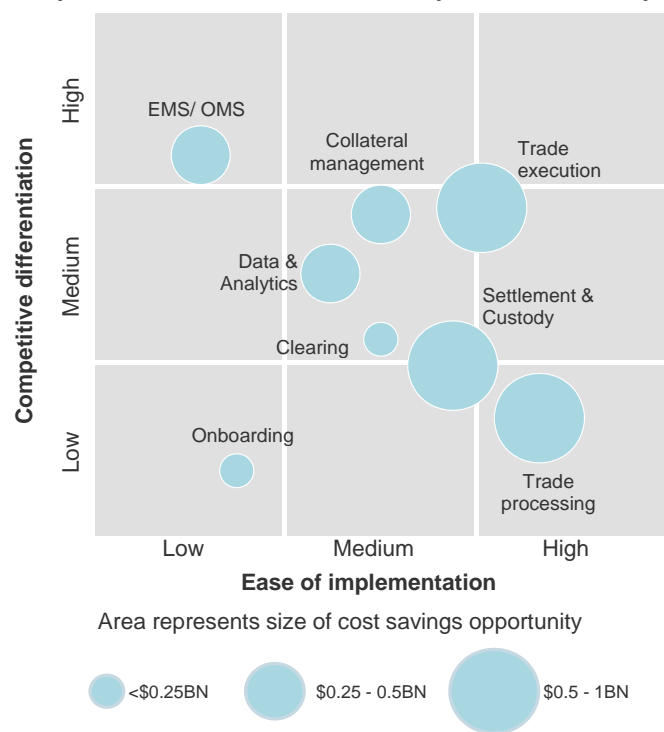 High
Medium
Low
Competitive differentiation
EMS/ OMS
Collateral
management
Trade
execution
Data &
Analytics
Settlement &
Custody
Clearing
Onboarding
Trade
processing
Low
Medium
High
Ease of implementation
Area represents size of cost savings opportunity
<$0.25BN
$0.25 - 0.5BN
$0.5 - 1BN